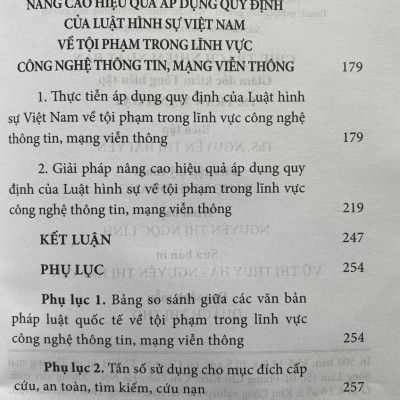 NÂNG CAO HIỆU QUẢ ÁP DỤNG QUY ĐỊNH
CỦA LUẬT HÌNH SỰ VIỆT NAM
VỀ TỘI PHẠM TRONG LĨNH VỰC
CÔNG NGHỆ THÔNG TIN, MẠNG VIỄN THÔNG 179
1. Thực tiễn áp dụng quy định của Luật hình
sự Việt Nam về tội phạm trong lĩnh vực công nghệ
thông tin, mạng viễn thông 179
2. Giải pháp nâng cao hiệu quả áp dụng quy
định của Luật hình sự về tội phạm trong lĩnh vực
công nghệ thông tin, mạng viễn thông 219
KẾT LUẬN 247
PHỤ LỤC 254
Phụ lục 1. Bảng so sánh giữa các văn bản
pháp luật quốc tế về tội phạm trong lĩnh vực
công nghệ thông tin, mạng viễn thông 254
Phụ lục 2. Tần số sử dụng cho mục đích cấp
cứu, an toàn, tìm kiếm, cứu nạn 257